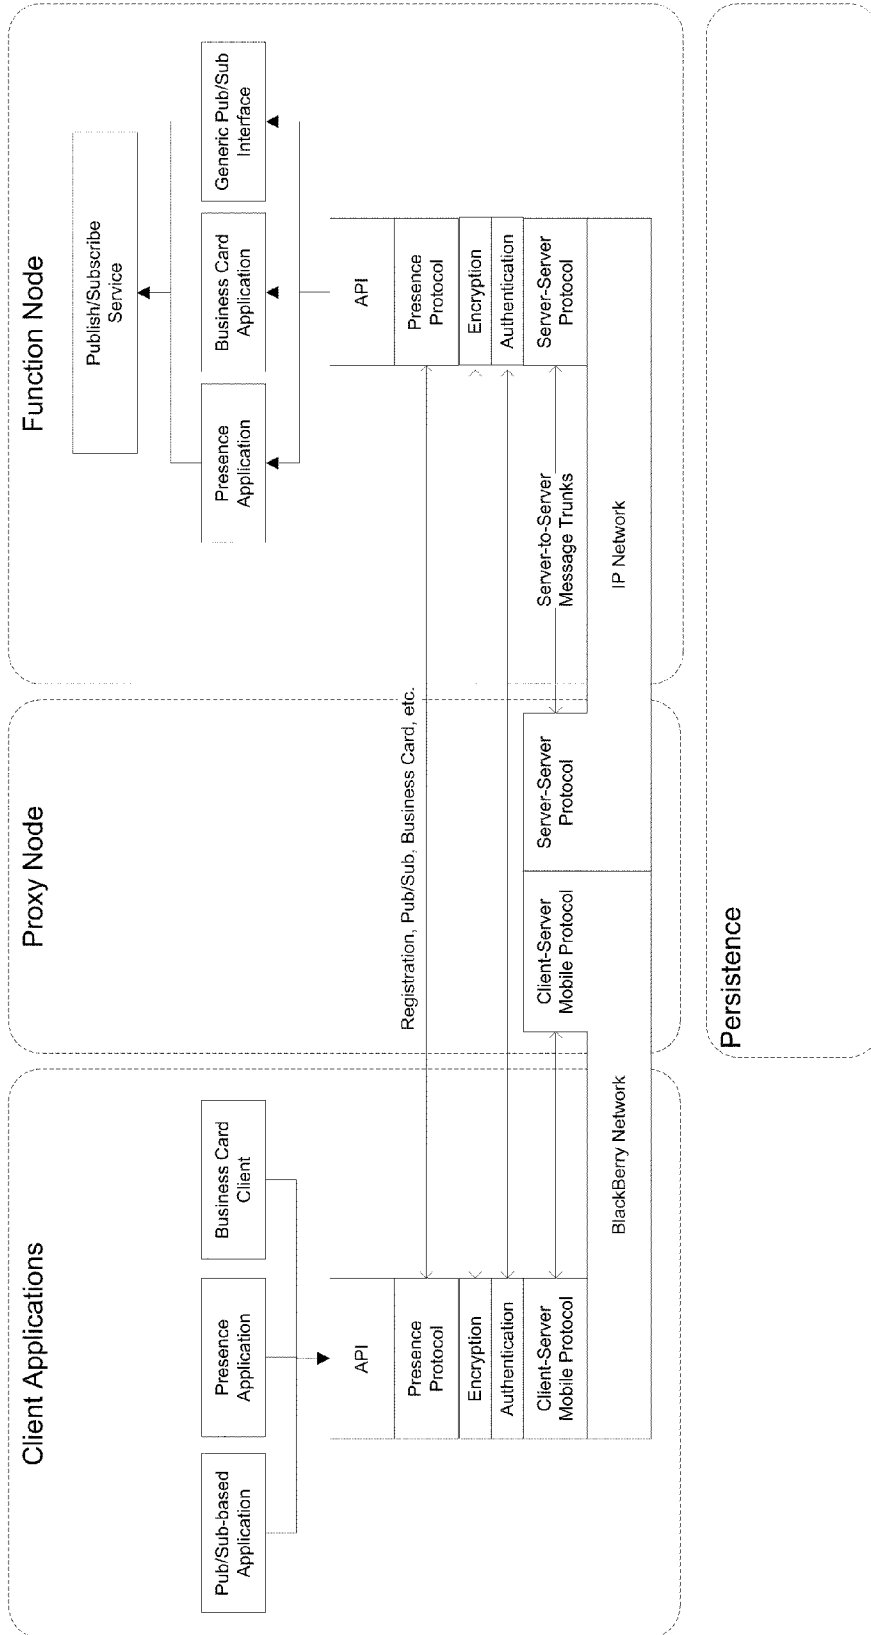 Client Applications
Pub/Sub-based
Application
Presence
Application
Business Card
Client
API
Presence
Protocol
Encryption
Authentication
Client-Server
Mobile Protocol
BlackBerry Network
Proxy Node
Registration, Pub/Sub, Business Card, etc.
Client-Server
Mobile Protocol
Server-Server
Protocol
Function Node
Publish/Subscribe
Service
Presence
Application
Business Card
Application
Generic Pub/Sub
Interface
API
Presence
Protocol
Encryption
Authentication
Server-Server
Protocol
Server-to-Server
Message Trunks
IP Network
Persistence